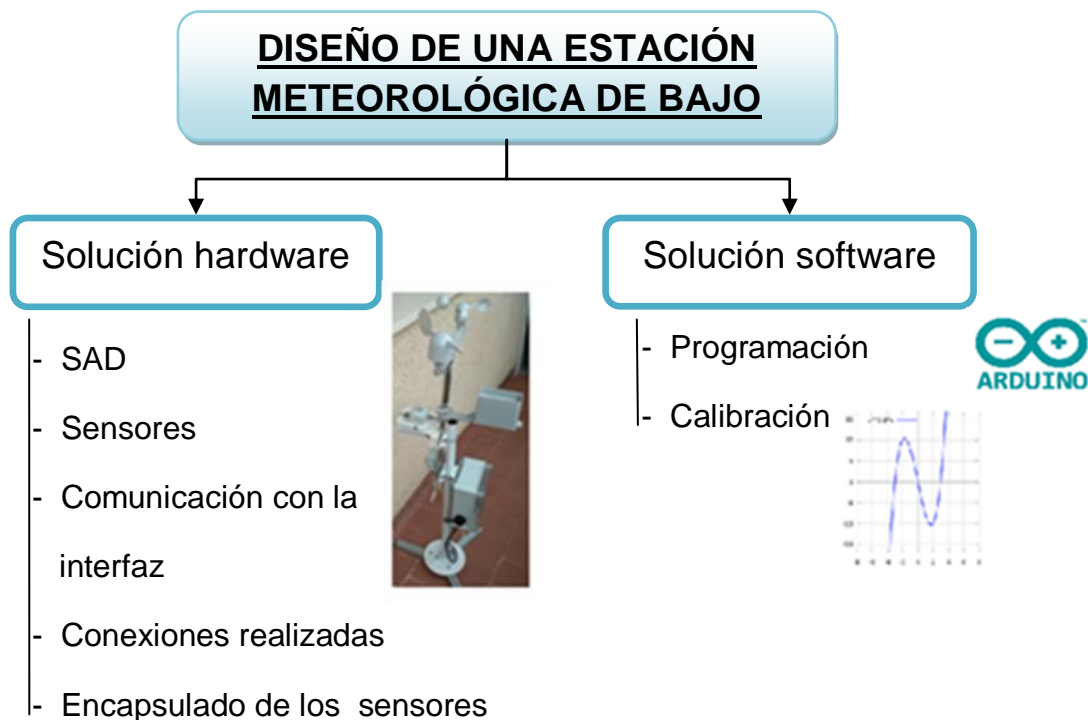 DISEÑO DE UNA ESTACIÓN
METEOROLÓGICA DE BAJO
Solución hardware
- SAD
- Sensores
- Comunicación con la
interfaz
- Conexiones realizadas
- Encapsulado de los sensores
Solución software
- Programación
- Calibración
ARDUINO